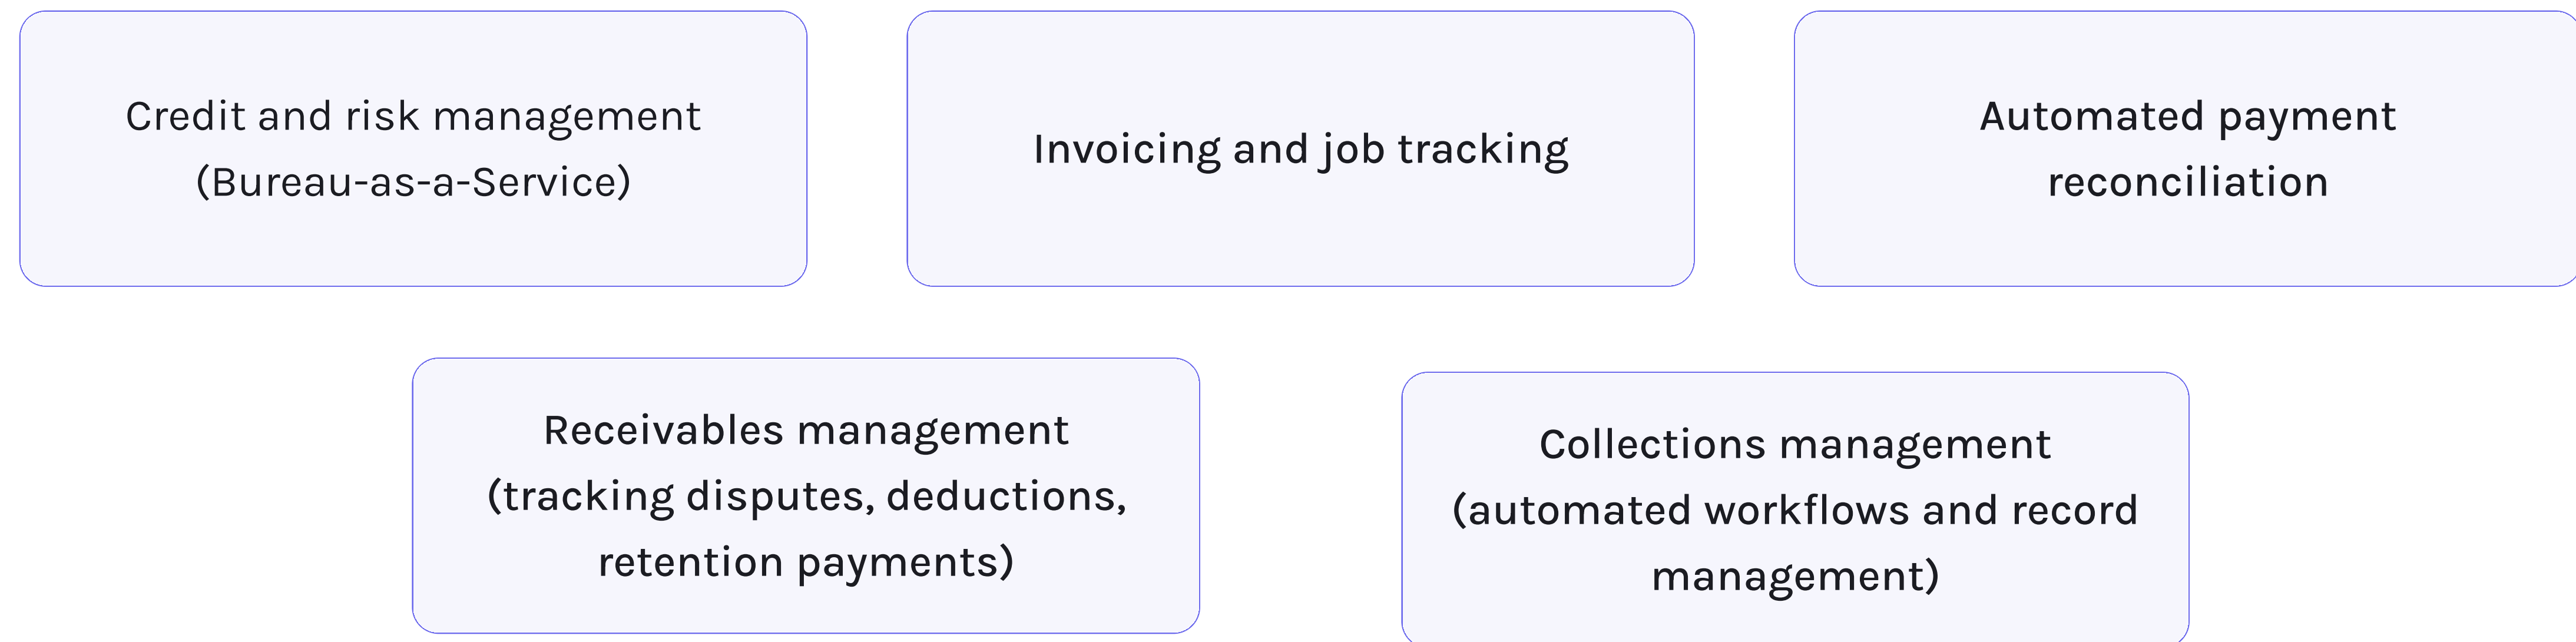 Credit and risk management
(Bureau-as-a-Service)
Invoicing and job tracking
Automated payment
reconciliation
Receivables management
(tracking disputes, deductions,
retention payments)
Collections management
(automated workflows and record
management)